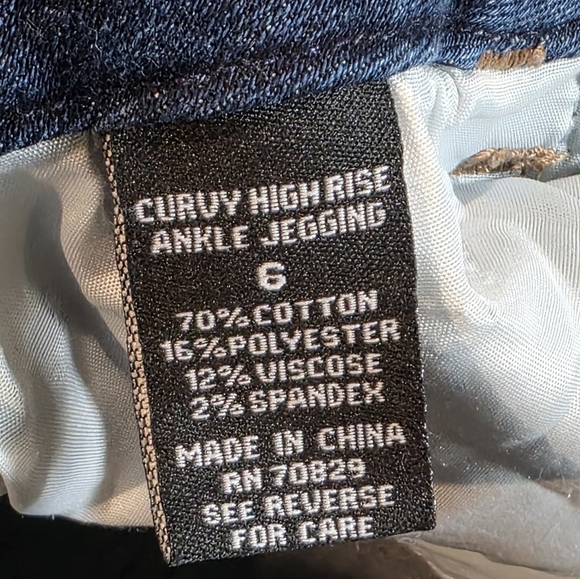 CURVY HIGH RISE
ANKLE JEGGING
6
70% COTTON
16% POLYESTER
12% VISCOSE
2% SPANDEX
MADE IN CHINA
RN 70829
SEE REVERSE
FOR CARE